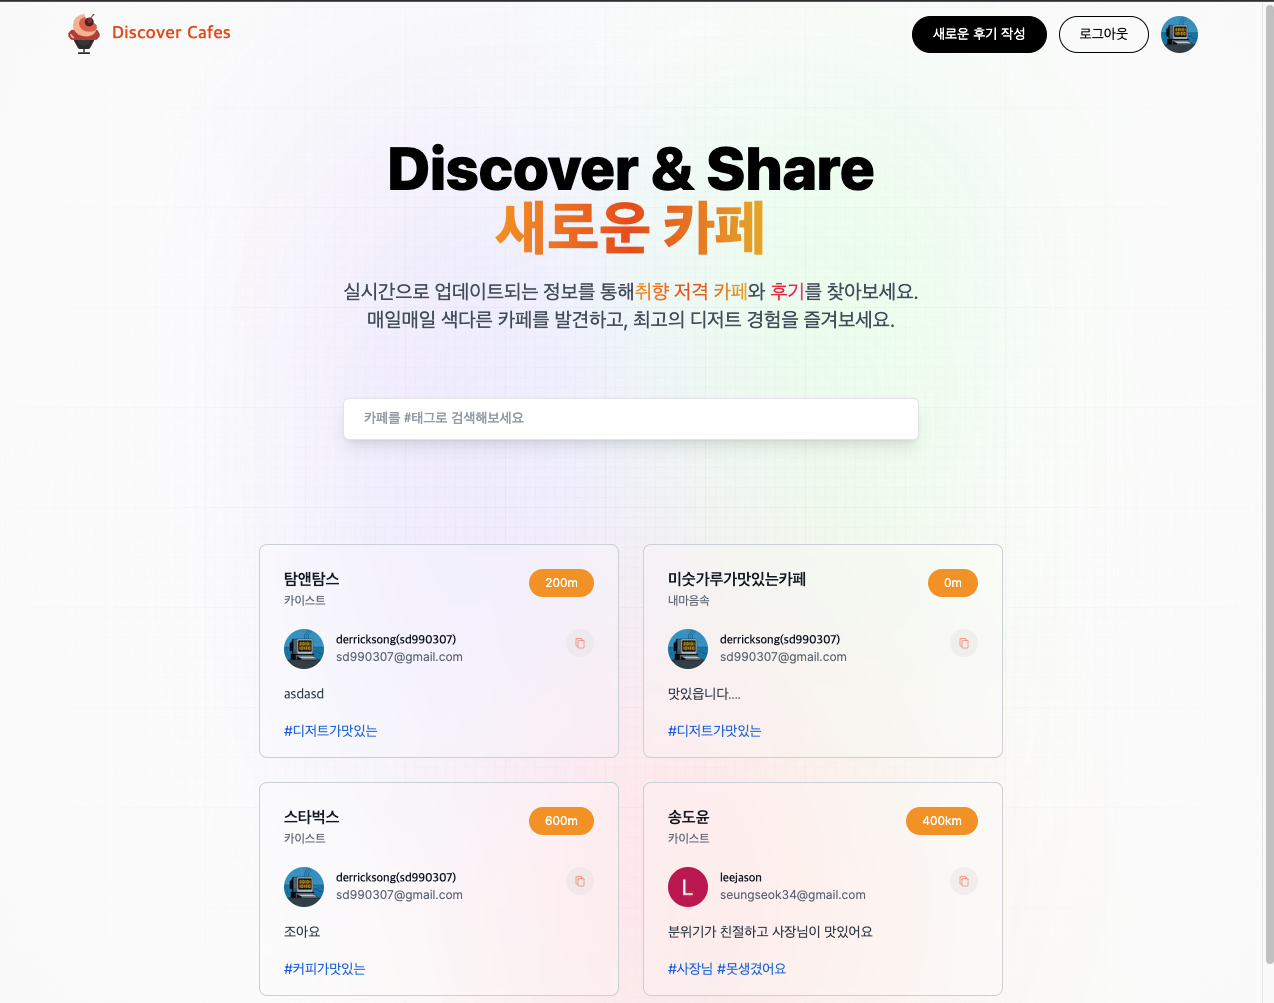 Discover Cafes
새로운 후기 작성
로그아웃
Discover & Share
새로운 카페
실시간으로 업데이트되는 정보를 통해취향 저격 카페와 후기를 찾아보세요.
매일매일 색다른 카페를 발견하고, 최고의 디저트 경험을 즐겨보세요.
카페를 #태그로 검색해보세요
탐앤탐스
200m
카이스트
derricksong(sd990307)
sd990307@gmail.com
asdasd
#디저트가맛있는
미숫가루가맛있는카페
0m
내마음속
derricksong(sd990307)
sd990307@gmail.com
맛있읍니다....
#디저트가맛있는
스타벅스
600m
카이스트
derricksong(sd990307)
sd990307@gmail.com
조아요
#커피가맛있는
송도윤
400km
카이스트
L
leejason
seungseok34@gmail.com
분위기가 친절하고 사장님이 맛있어요
#사장님 #못생겼어요